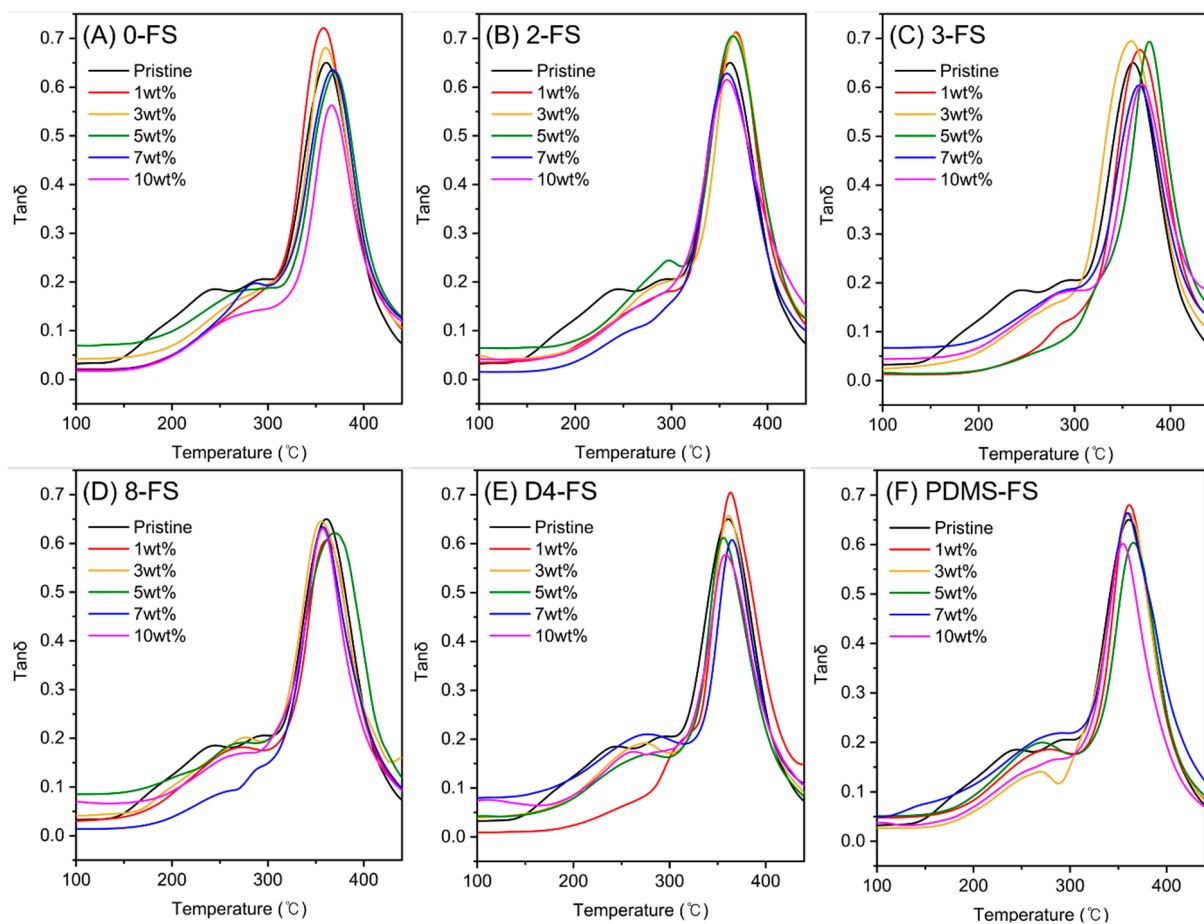 (A) 0-FS
Pristine
1wt%
3wt%
5wt%
7wt%
10wt%
0.7
0.6
0.5
0.4
0.3
0.2
0.1
0.0
Tanδ
100 200 300 400
Temperature (℃)
(B) 2-FS
Pristine
1wt%
3wt%
5wt%
7wt%
10wt%
0.7
0.6
0.5
0.4
0.3
0.2
0.1
0.0
Tanδ
100 200 300 400
Temperature (℃)
(C) 3-FS
Pristine
1wt%
3wt%
5wt%
7wt%
10wt%
0.7
0.6
0.5
0.4
0.3
0.2
0.1
0.0
Tanδ
100 200 300 400
Temperature (℃)
(D) 8-FS
Pristine
1wt%
3wt%
5wt%
7wt%
10wt%
0.7
0.6
0.5
0.4
0.3
0.2
0.1
0.0
Tanδ
100 200 300 400
Temperature (℃)
(E) D4-FS
Pristine
1wt%
3wt%
5wt%
7wt%
10wt%
0.7
0.6
0.5
0.4
0.3
0.2
0.1
0.0
Tanδ
100 200 300 400
Temperature (℃)
(F) PDMS-FS
Pristine
1wt%
3wt%
5wt%
7wt%
10wt%
0.7
0.6
0.5
0.4
0.3
0.2
0.1
0.0
Tanδ
100 200 300 400
Temperature (℃)